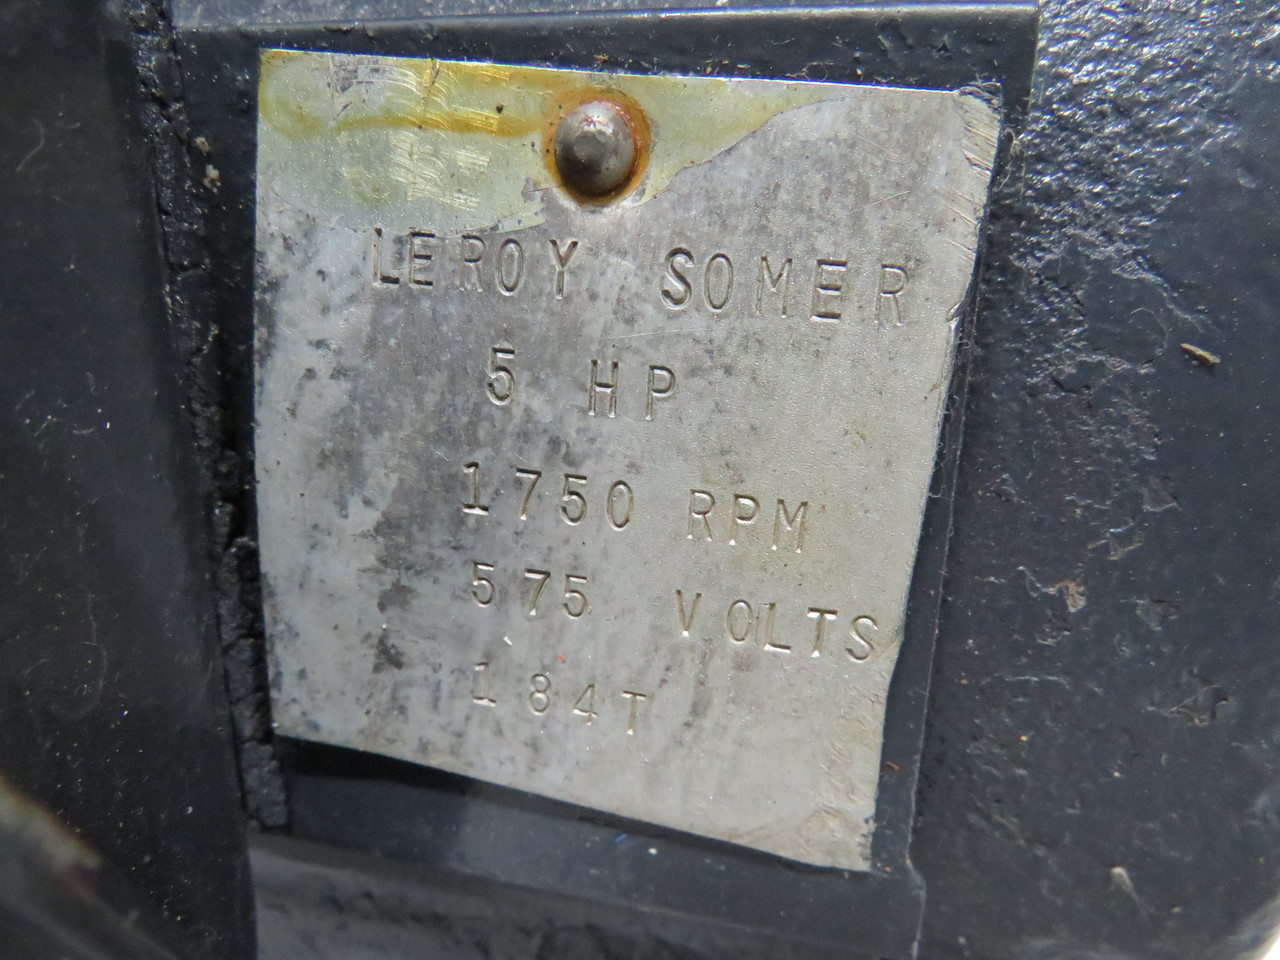 LEROY SOMER
5 HP
1750 RPM
575 VOLTS
184T